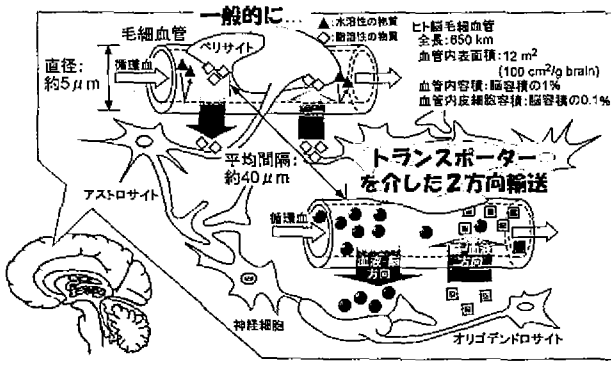 一般的に…
▲:水溶性の物質
◇:脂溶性の物質
毛細血管
ペリサイト
循環血
直径:
約5μm
ヒト脳毛細血管
全長:650 km
血管内表面積:12 m²
(100 cm²/g brain)
血管内容積:脳容積の1%
血管内皮細胞容積:脳容積の0.1%
平均間隔:
約40μm
トランスポーター
を介した2方向輸送
アストロサイト
循環血
方向
方向
神経細胞
オリゴデンドロサイト